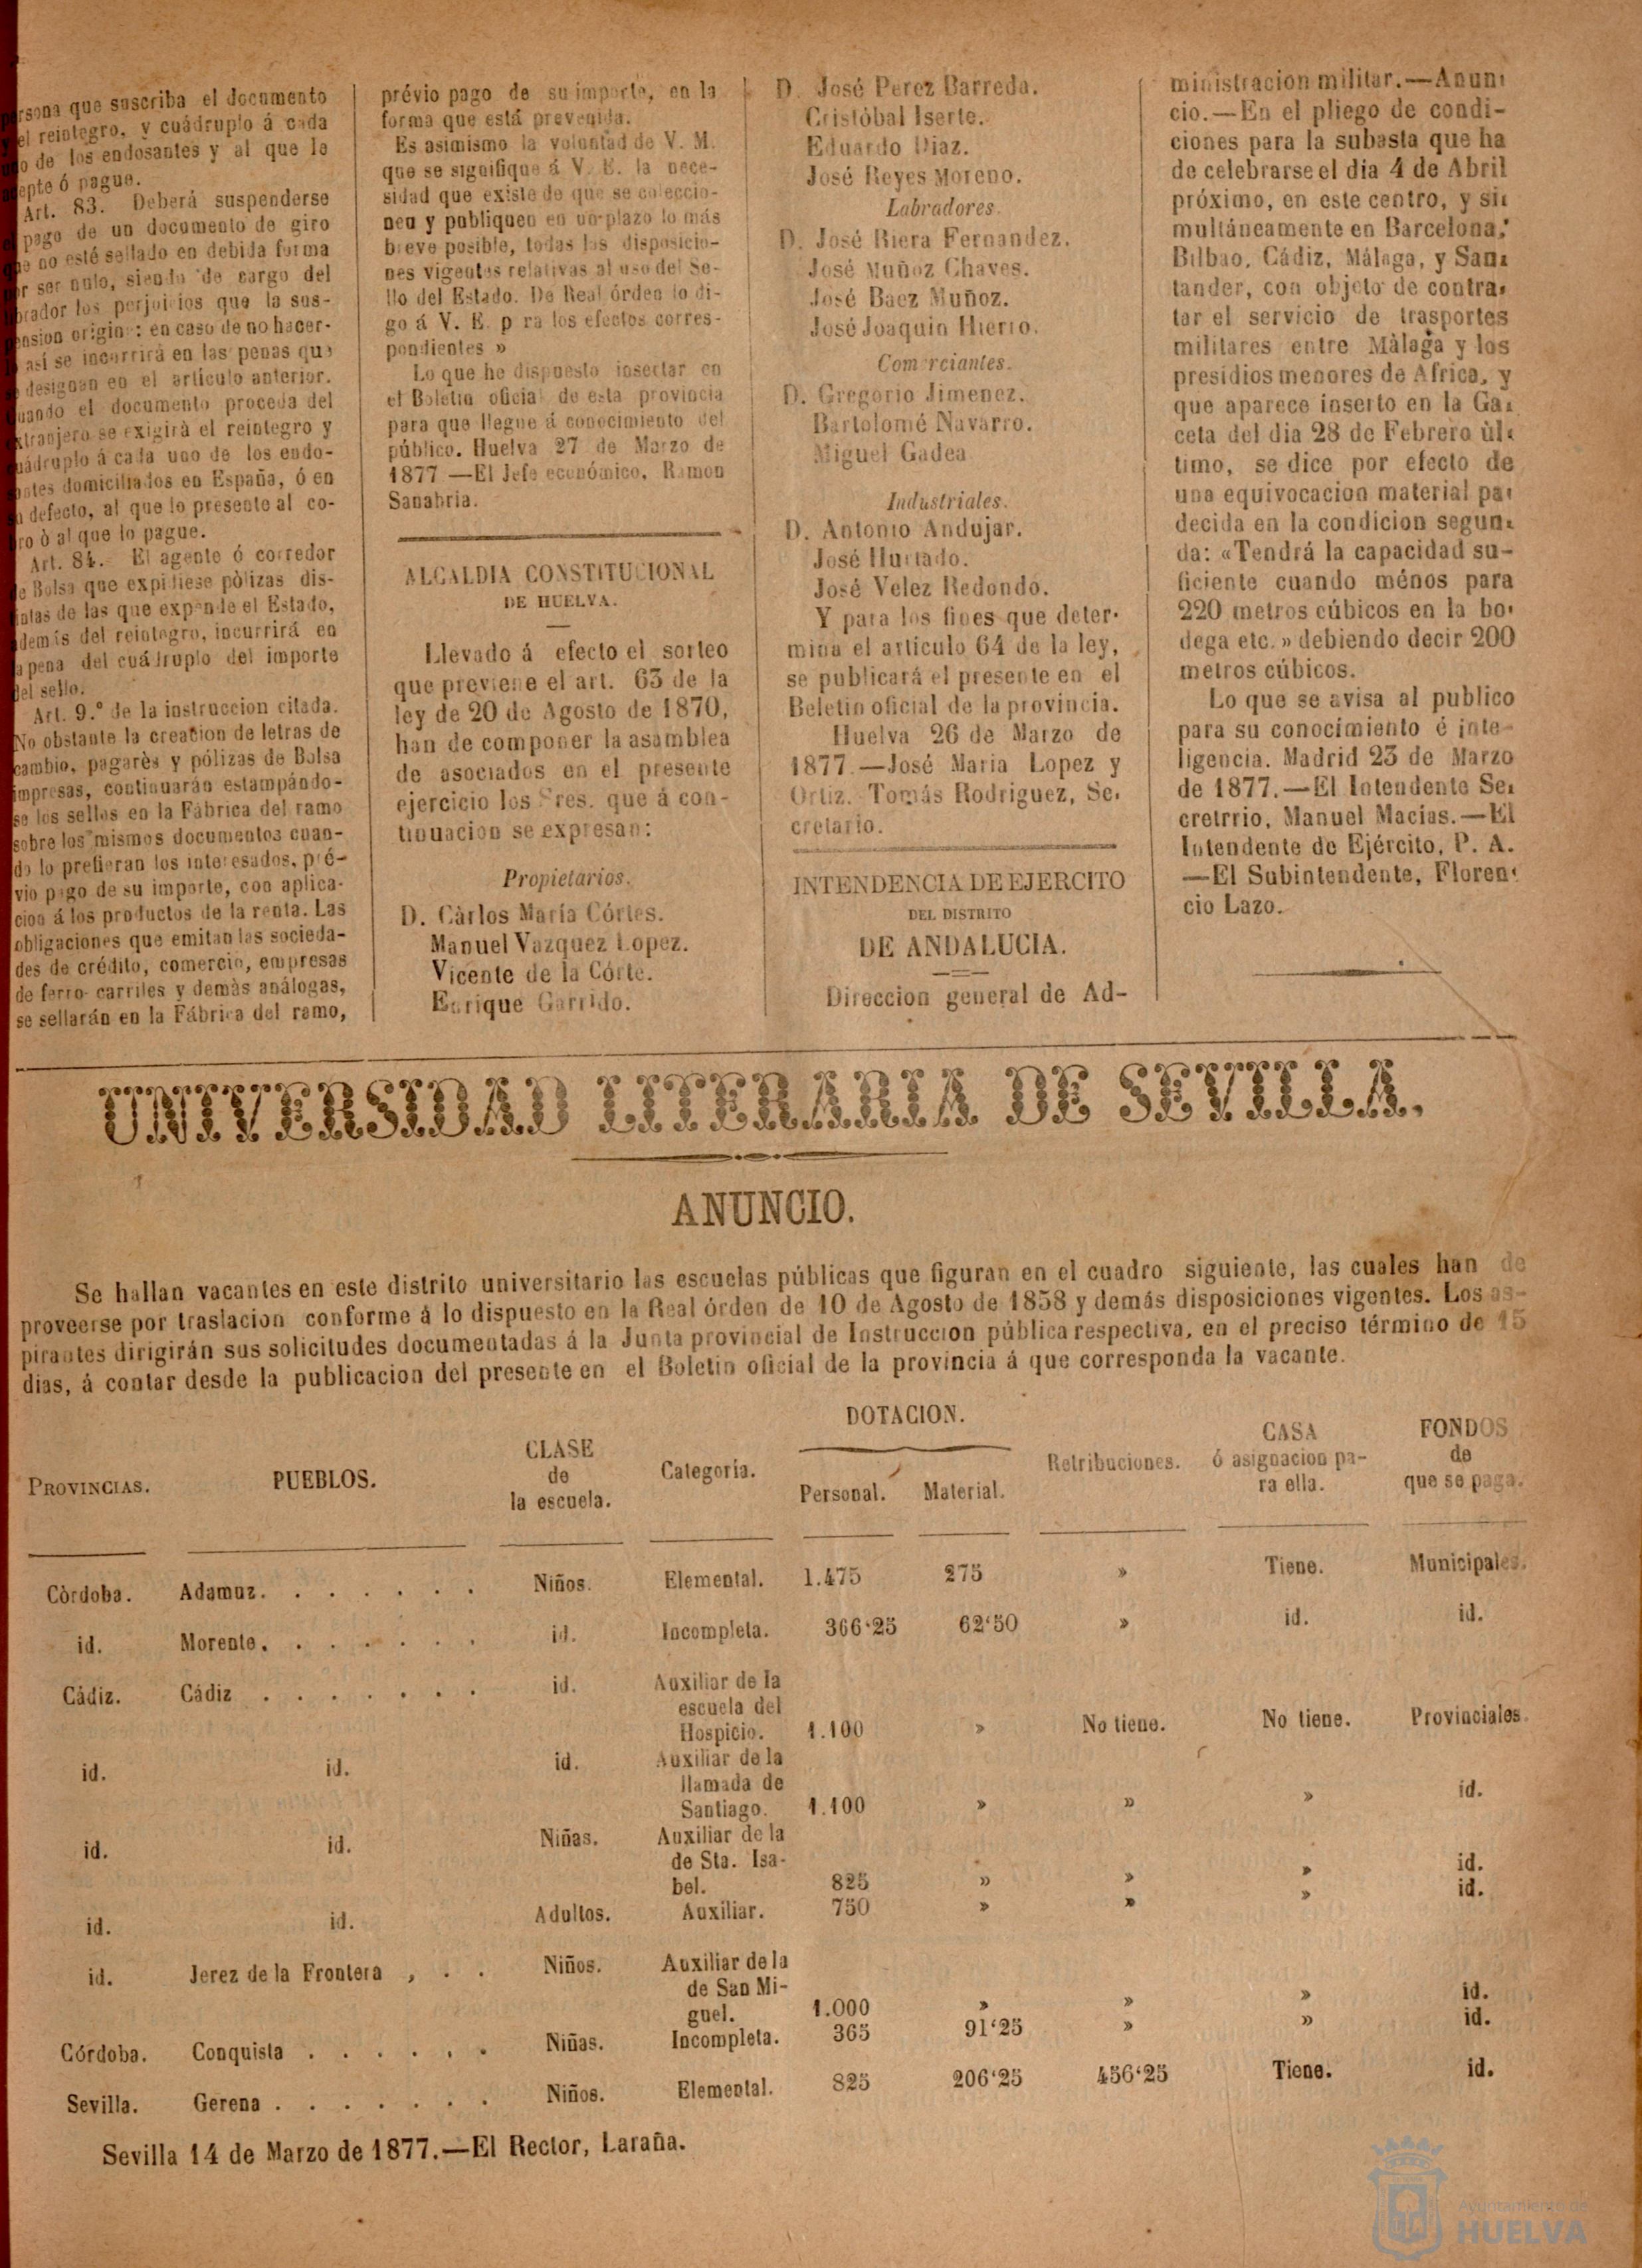 persona que suscriba el documento
y el reintegro, y cuádruplo á cada
uno de los endosantes y al que le
acepte ó pague.
Art. 83. Deberá suspenderse
el pago de un documento de giro
que no esté sellado en debida forma
por ser nulo, siendo de cargo del
librador los perjuicios que la sus-
pension origine: en caso de no hacer-
así se incurrirá en las penas que
se designan en el artículo anterior.
Cuando el documento proceda del
extranjero se exigirà el reintegro y
cuádruplo á cada uno de los endo-
santes domiciliados en España, ó en
su defecto, al que lo presente al co-
bro ò al que lo pague.
Art. 84. El agente ó corredor
de Bolsa que expidiese pòlizas dis-
tintas de las que expende el Estado,
además del reintegro, incurrirá en
la pena del cuádruplo del importe
del sello.
Art. 9.º de la instruccion citada.
No obstante la creacion de letras de
cambio, pagarès y pólizas de Bolsa
impresas, continuarán estampándo-
se los sellos en la Fábrica del ramo
sobre los mismos documentos cuan-
do lo prefieran los interesados, pré-
vio pago de su importe, con aplica-
cion á los productos de la renta. Las
obligaciones que emitan las socieda-
des de crédito, comercio, empresas
de ferro-carriles y demàs análogas,
se sellarán en la Fábrica del ramo,
prévio pago de su importe, en la
forma que está prevenida.
Es asimismo la voluntad de V. M.
que se signifique á V. E. la nece-
sidad que existe de que se coleccio-
nen y publiquen en un plazo lo más
breve posible, todas las disposicio-
nes vigentes relativas al uso del Se-
llo del Estado. De Real órden lo di-
go á V. E. p ra los efectos corres-
pondientes »
Lo que he dispuesto insertar en
el Boletin oficial de esta provincia
para que llegue á conocimiento del
público. Huelva 27 de Marzo de
1877 —El Jefe económico, Ramon
Sanabria.
ALCALDIA CONSTITUCIONAL
DE HUELVA.
Llevado á efecto el sorteo
que previene el art. 63 de la
ley de 20 de Agosto de 1870,
han de componer la asamblea
de asociados en el presente
ejercicio los Sres. que á con-
tinuacion se expresan:
Propietarios.
D. Càrlos María Córtes.
Manuel Vazquez Lopez.
Vicente de la Córte.
Enrique Garrido.
D. José Perez Barreda.
Cristóbal Iserte.
Eduardo Diaz.
José Reyes Moreno.
Labradores.
D. José Riera Fernandez.
José Muñoz Chaves.
José Baez Muñoz.
José Joaquin Hierro.
Comerciantes.
D. Gregorio Jimenez.
Bartolomé Navarro.
Miguel Gadea
Industriales.
D. Antonio Andujar.
José Hurtado.
José Velez Redondo.
Y para los fines que deter-
mina el artículo 64 de la ley,
se publicará el presente en el
Beletin oficial de la provincia.
Huelva 26 de Marzo de
1877.—José Maria Lopez y
Ortiz. Tomás Rodriguez, Se-
cretario.
INTENDENCIA DE EJERCITO
DEL DISTRITO
DE ANDALUCIA.
Direccion general de Ad-
ministracion militar.—Anun-
cio.—En el pliego de condi-
ciones para la subasta que ha
de celebrarse el dia 4 de Abril
próximo, en este centro, y si-
multáneamente en Barcelona,
Bilbao, Cádiz, Málaga, y San-
tander, con objeto de contra-
tar el servicio de trasportes
militares entre Màlaga y los
presidios menores de Africa, y
que aparece inserto en la Ga-
ceta del dia 28 de Febrero ùl-
timo, se dice por efecto de
una equivocacion material pa-
decida en la condicion segun-
da: «Tendrá la capacidad su-
ficiente cuando ménos para
220 metros cúbicos en la bo-
dega etc.» debiendo decir 200
metros cúbicos.
Lo que se avisa al publico
para su conocimiento é inte-
ligencia. Madrid 23 de Marzo
de 1877.—El Intendente Se-
cretrrio, Manuel Macias.—El
Intendente de Ejército, P. A.
—El Subintendente, Floren-
cio Lazo.
UNIVERSIDAD LITERARIA DE SEVILLA.
ANUNCIO.
Se hallan vacantes en este distrito universitario las escuelas públicas que figuran en el cuadro siguiente, las cuales han de
proveerse por traslacion conforme á lo dispuesto en la Real órden de 10 de Agosto de 1858 y demás disposiciones vigentes. Los as-
pirantes dirigirán sus solicitudes documentadas á la Junta provincial de Instruccion pública respectiva, en el preciso término de 15
dias, á contar desde la publicacion del presente en el Boletin oficial de la provincia á que corresponda la vacante.
PROVINCIAS. PUEBLOS. CLASE de la escuela. Categoría. DOTACION. Personal. Material. Retribuciones. CASA ó asignacion pa- ra ella. FONDOS de que se paga.
Còrdoba. Adamuz. . . . . . . Niños. Elemental. 1.475 275 » Tiene. Municipales.
id. Morente. . . . . . . id. Incompleta. 366'25 62'50 » id. id.
Càdiz. Cádiz . . . . . . . id. Auxiliar de la
escuela del
Hospicio. 1.100 » No tiene. No tiene. Provinciales.
id. id. id. Auxiliar de la
llamada de
Santiago. 1.100 » » » id.
id. id. Niñas. Auxiliar de la
de Sta. Isa-
bel. 825 » » » id.
id. id. Adultos. Auxiliar. 750 » » » id.
id. Jerez de la Frontera , . . Niños. Auxiliar de la
de San Mi-
guel. 1.000 » » » id.
Córdoba. Conquista . . . . . . Niñas. Incompleta. 365 91'25 » » id.
Sevilla. Gerena . . . . . . . Niños. Elemental. 825 206'25 456'25 Tiene. id.
Sevilla 14 de Marzo de 1877.—El Rector, Laraña.
Ayuntamiento de
HUELVA